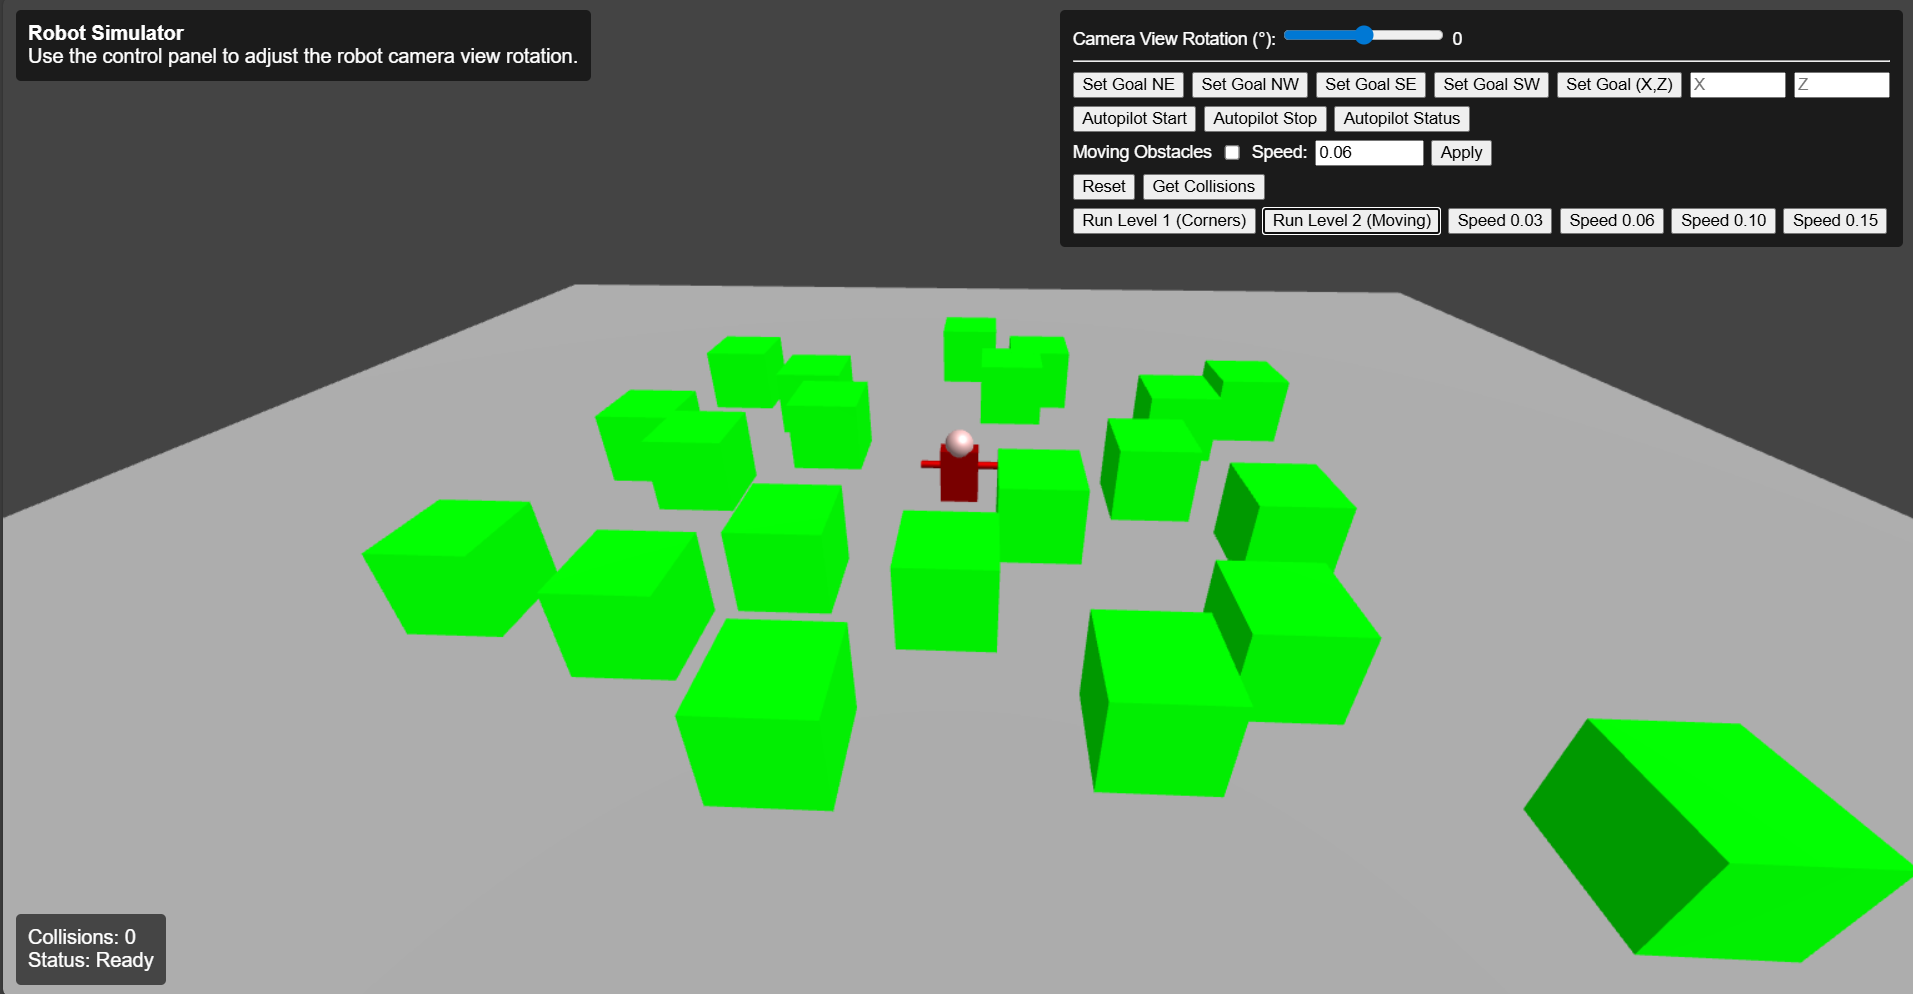 Robot Simulator
Use the control panel to adjust the robot camera view rotation.
Camera View Rotation (°): 0
Set Goal NE Set Goal NW Set Goal SE Set Goal SW Set Goal (X,Z) X Z
Autopilot Start Autopilot Stop Autopilot Status
Moving Obstacles Speed: 0.06 Apply
Reset Get Collisions
Run Level 1 (Corners) Run Level 2 (Moving) Speed 0.03 Speed 0.06 Speed 0.10 Speed 0.15
Collisions: 0
Status: Ready